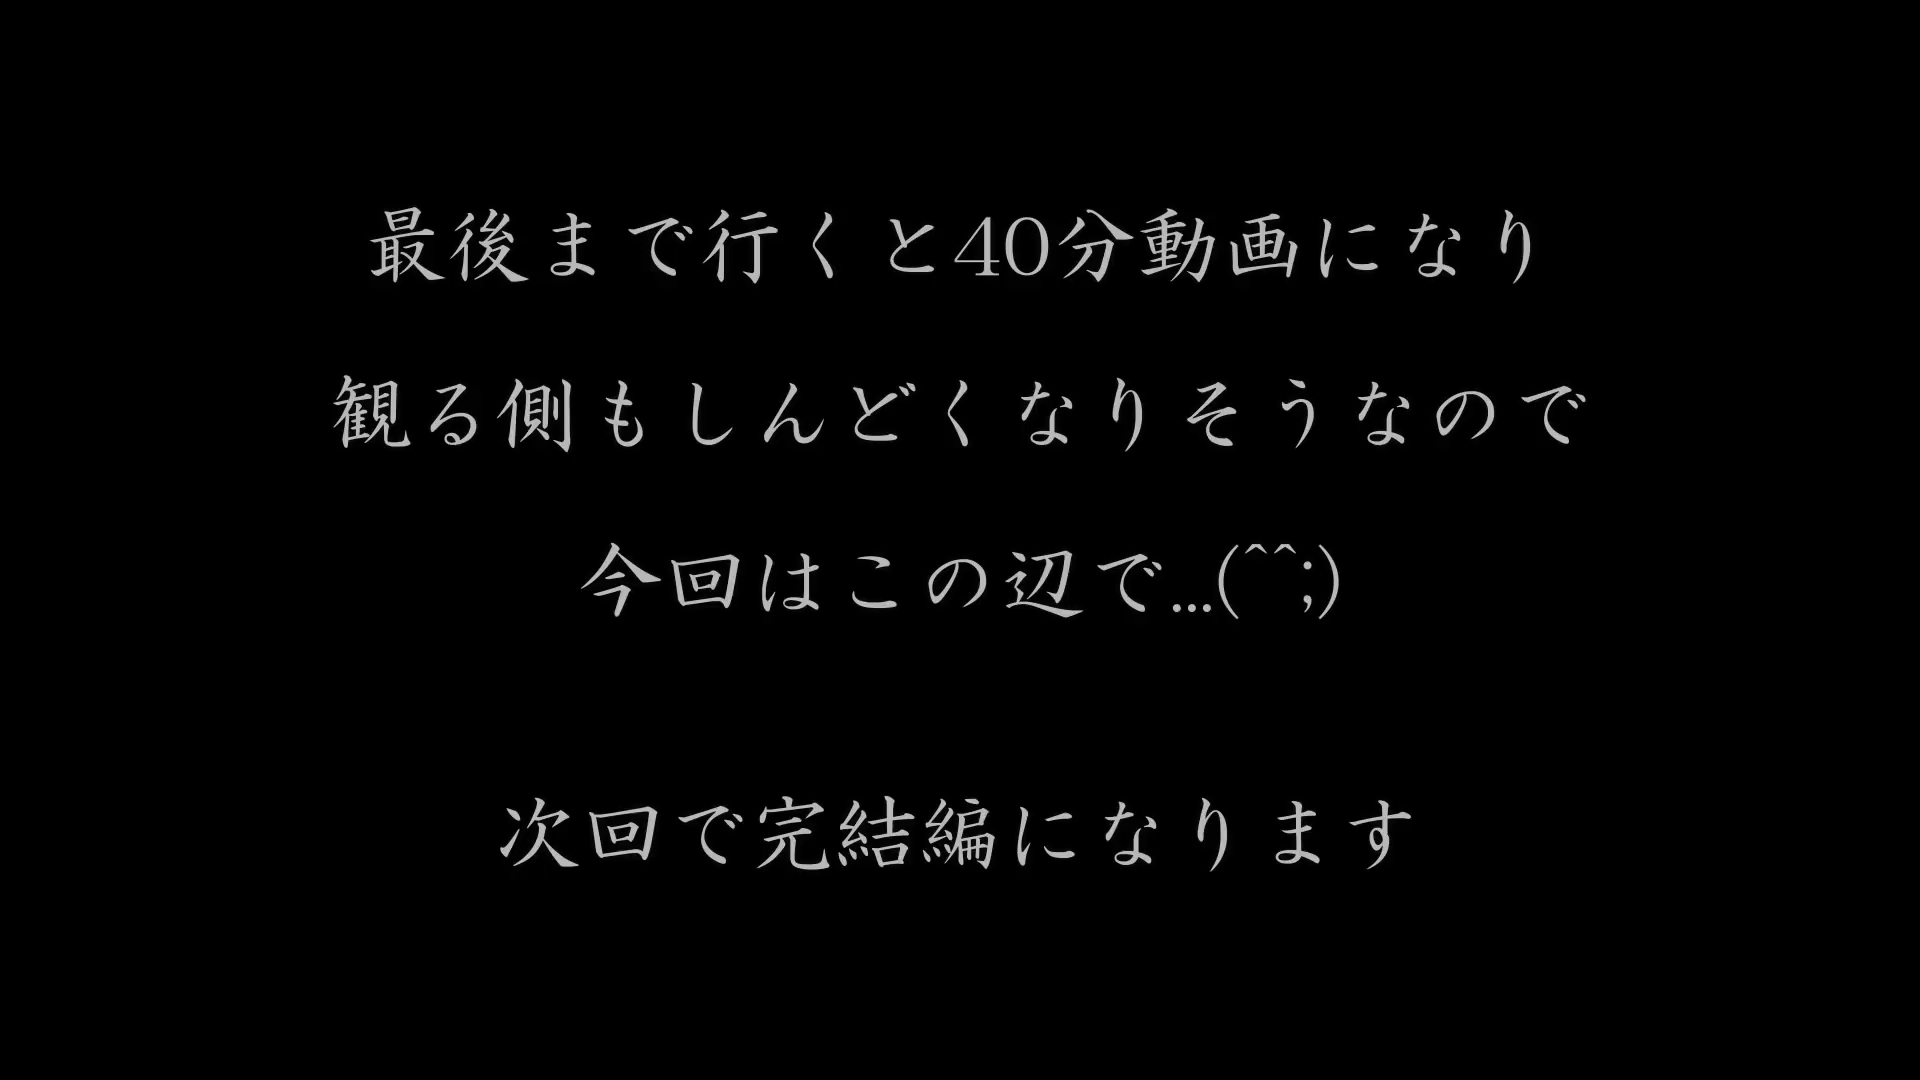 最後まで行くと40分動画になり
観る側もしんどくなりそうなので
今回はこの辺で...(^^;)
次回で完結編になります